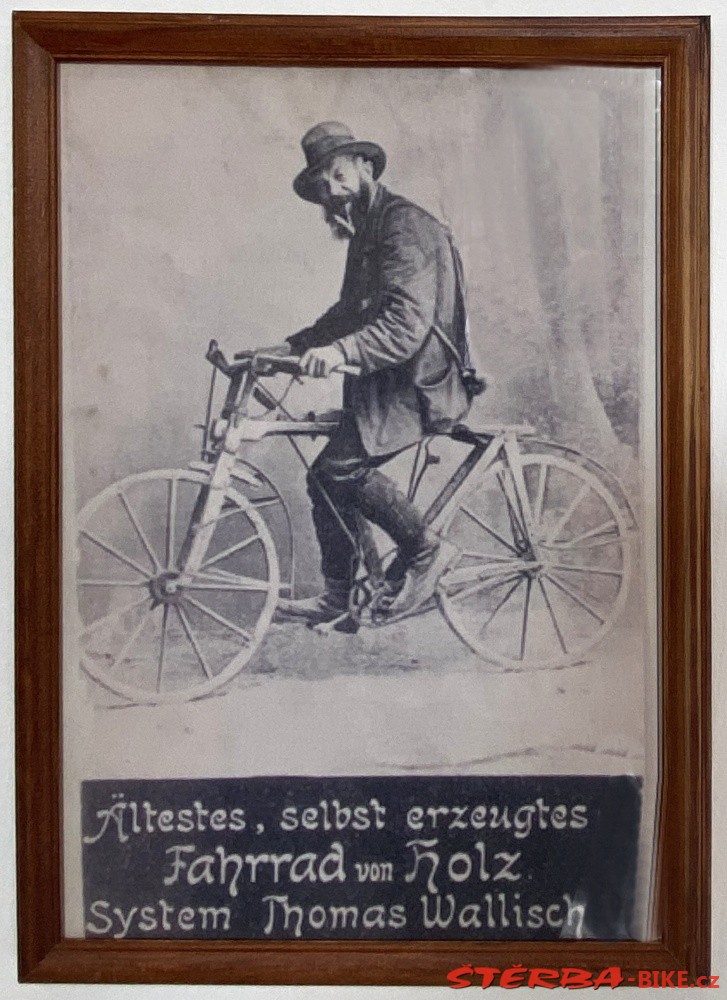 Ältestes, selbst erzeugtes
Fahrrad von Holz.
System Thomas Wallisch
ŠTĚRBA-BIKE.cz